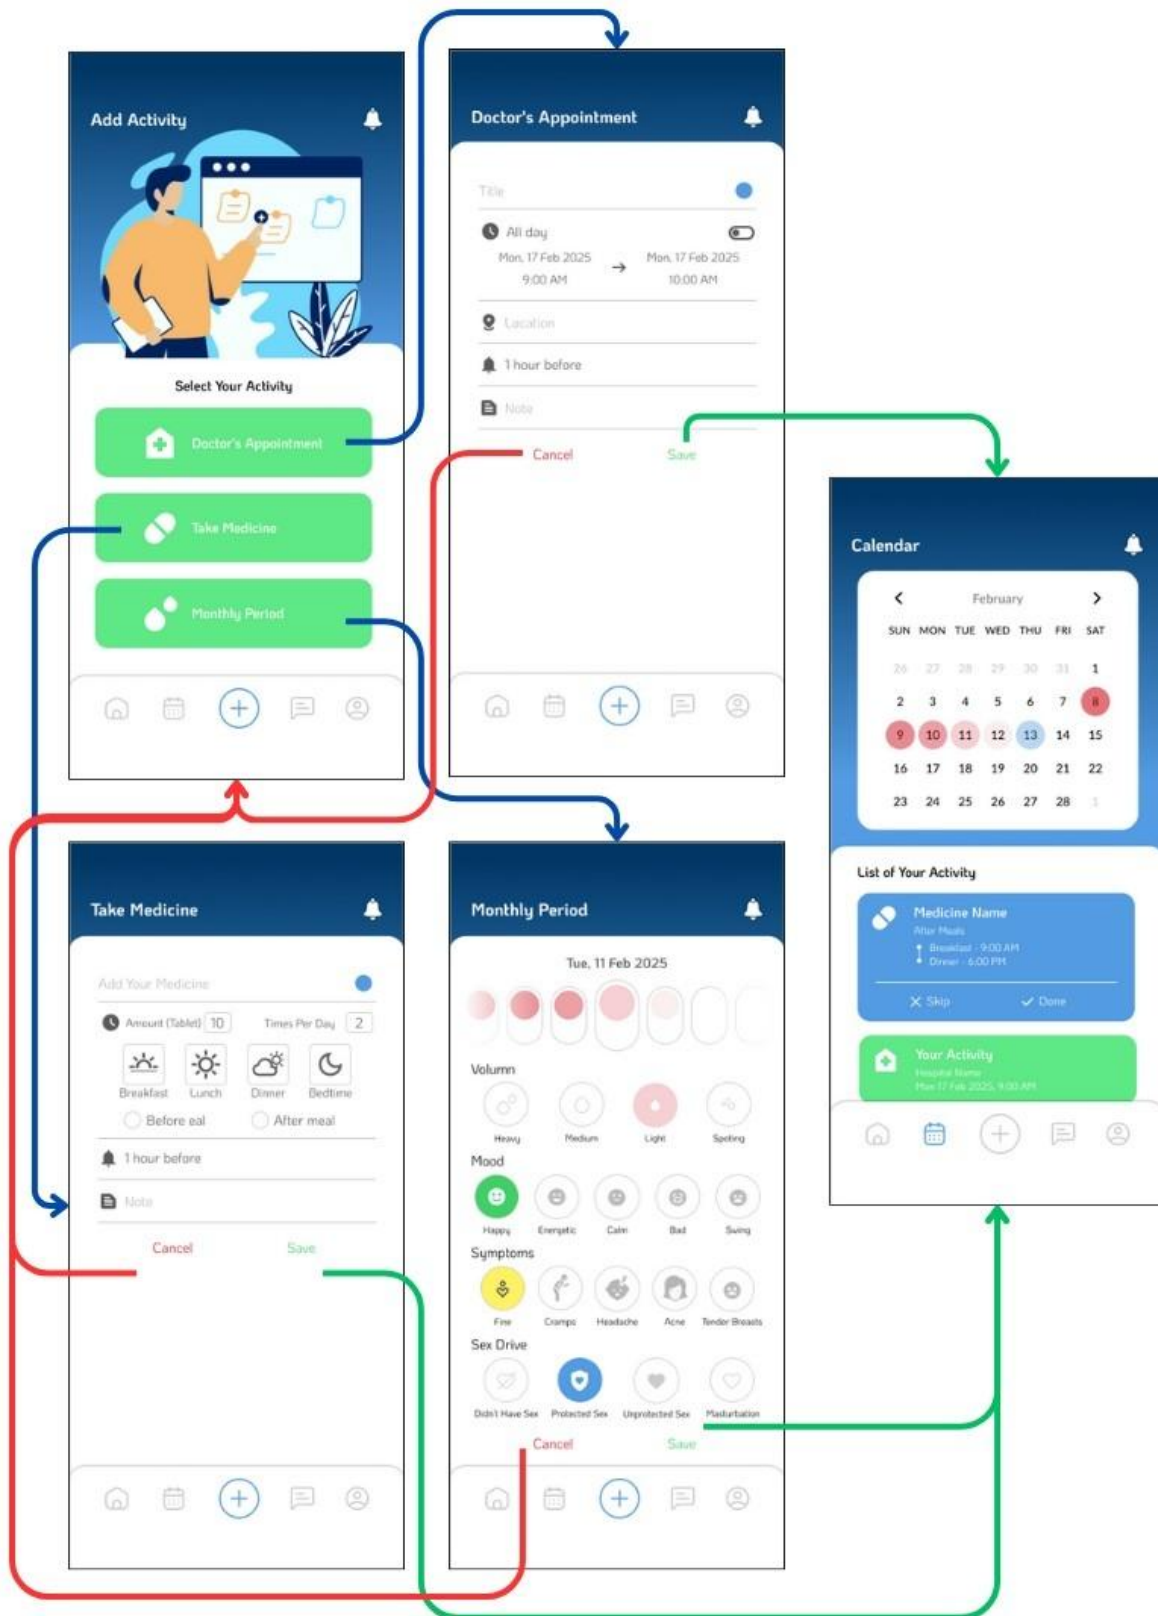 Add Activity
Select Your Activity
Doctor's Appointment
Take Medicine
Monthly Period
Doctor's Appointment
Title
All day
Mon, 17 Feb 2025
9:00 AM
Mon, 17 Feb 2025
10:00 AM
Location
1 hour before
Note
Cancel Save
Take Medicine
Add Your Medicine
Amount (Tablet) 10 Times Per Day 2
Breakfast Lunch Dinner Bedtime
Before eal After meal
1 hour before
Note
Cancel Save
Monthly Period
Tue, 11 Feb 2025
Volumn
Heavy Medium Light Spoting
Mood
Happy Energetic Calm Bad Swing
Symptoms
Fine Cramps Headache Acne Tender Breasts
Sex Drive
Didn't Have Sex Protected Sex Unprotected Sex Masturbation
Cancel Save
Calendar
February
SUN MON TUE WED THU FRI SAT
26 27 28 29 30 31 1
2 3 4 5 6 7 8
9 10 11 12 13 14 15
16 17 18 19 20 21 22
23 24 25 26 27 28 1
List of Your Activity
Medicine Name
After Meals
Breakfast - 9:00 AM
Dinner - 6:00 PM
Skip Done
Your Activity
Hospital Name
Mon 17 Feb 2025, 9:00 AM